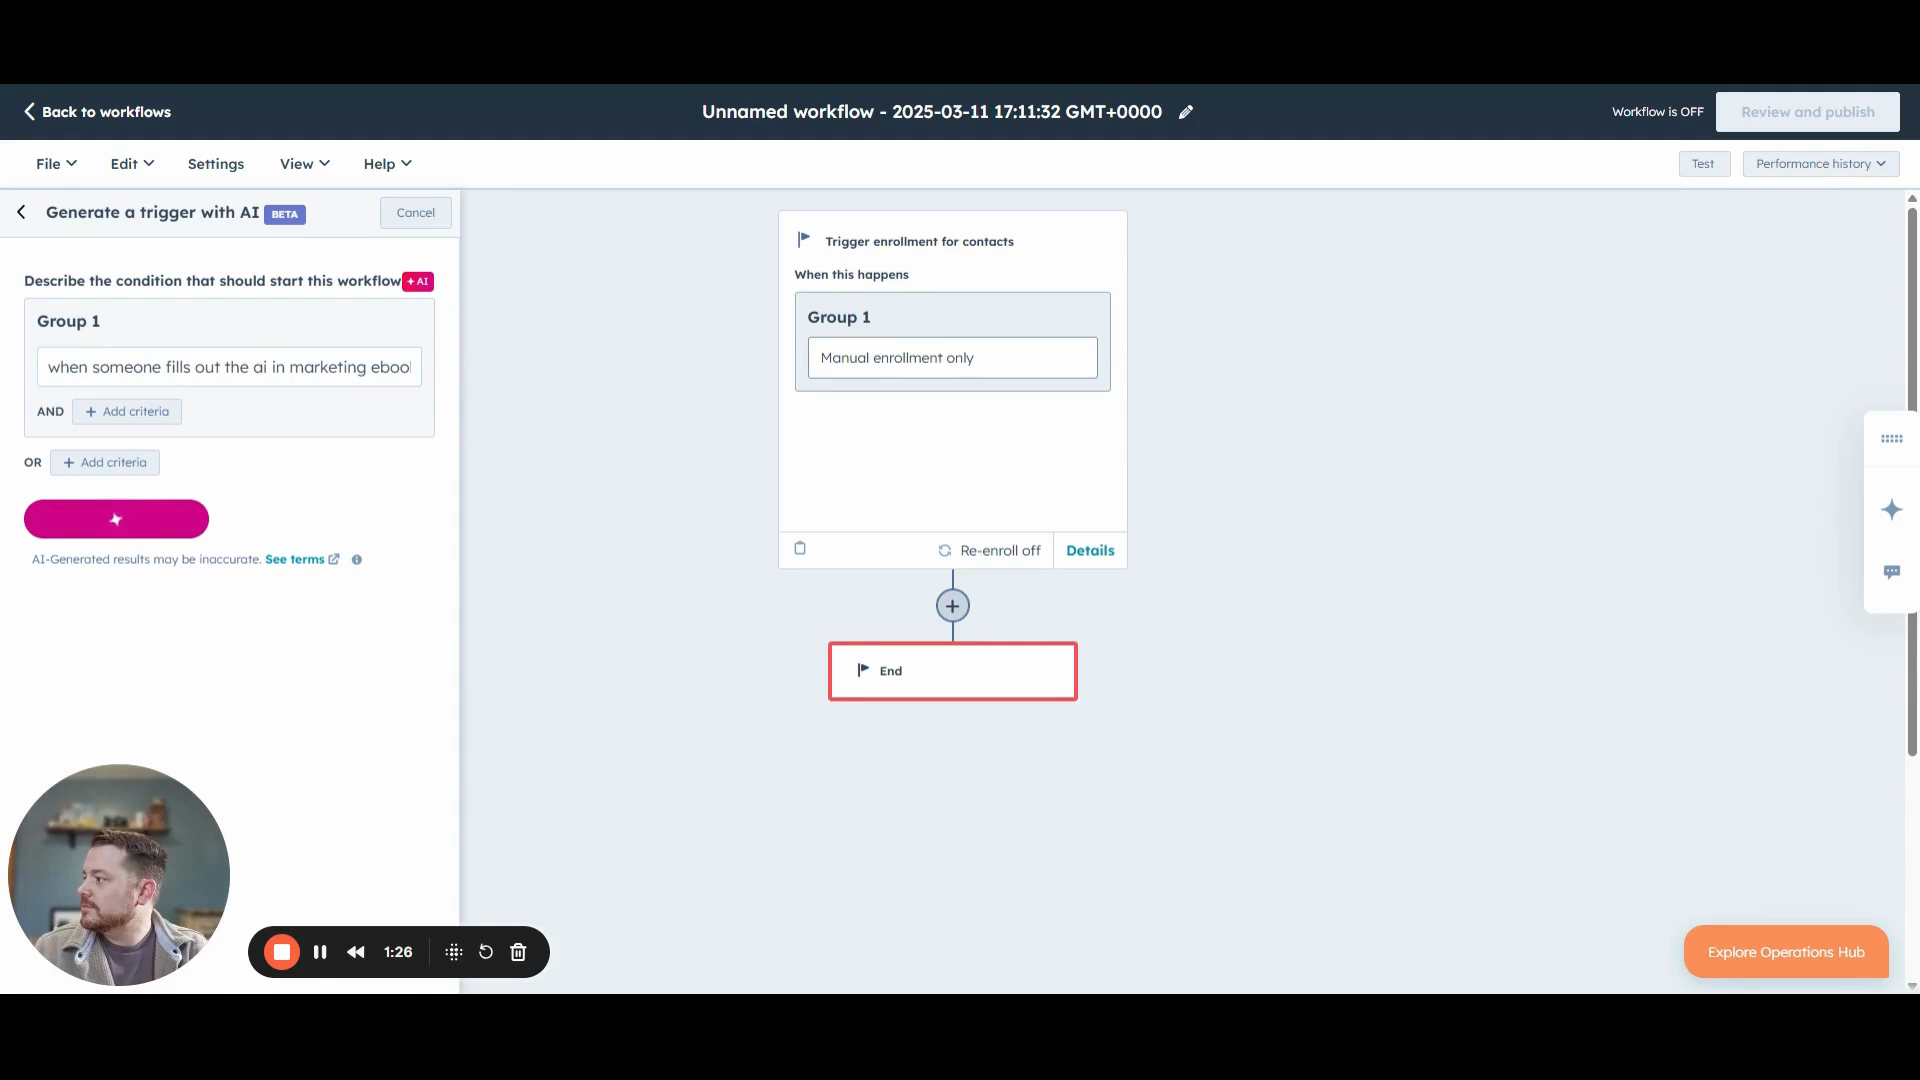 Back to workflows
Unnamed workflow - 2025-03-11 17:11:32 GMT+0000
Workflow is OFF
Review and publish
File
Edit
Settings
View
Help
Test
Performance history
Generate a trigger with AI BETA
Cancel
Describe the condition that should start this workflow AI
Group 1
when someone fills out the ai in marketing
AND
Add criteria
OR
Add criteria
AI-Generated results may be inaccurate. See terms
Trigger enrollment for contacts
When this happens
Group 1
Manual enrollment only
Re-enroll off
Details
End
1:26
Explore Operations Hub